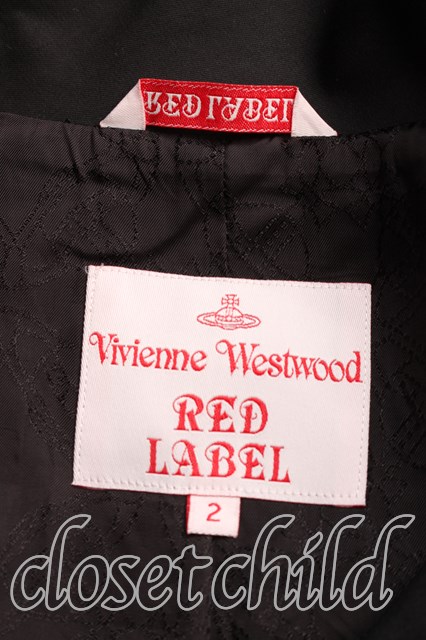 RED LABEL
Vivienne Westwood
RED
LABEL
2
closet child